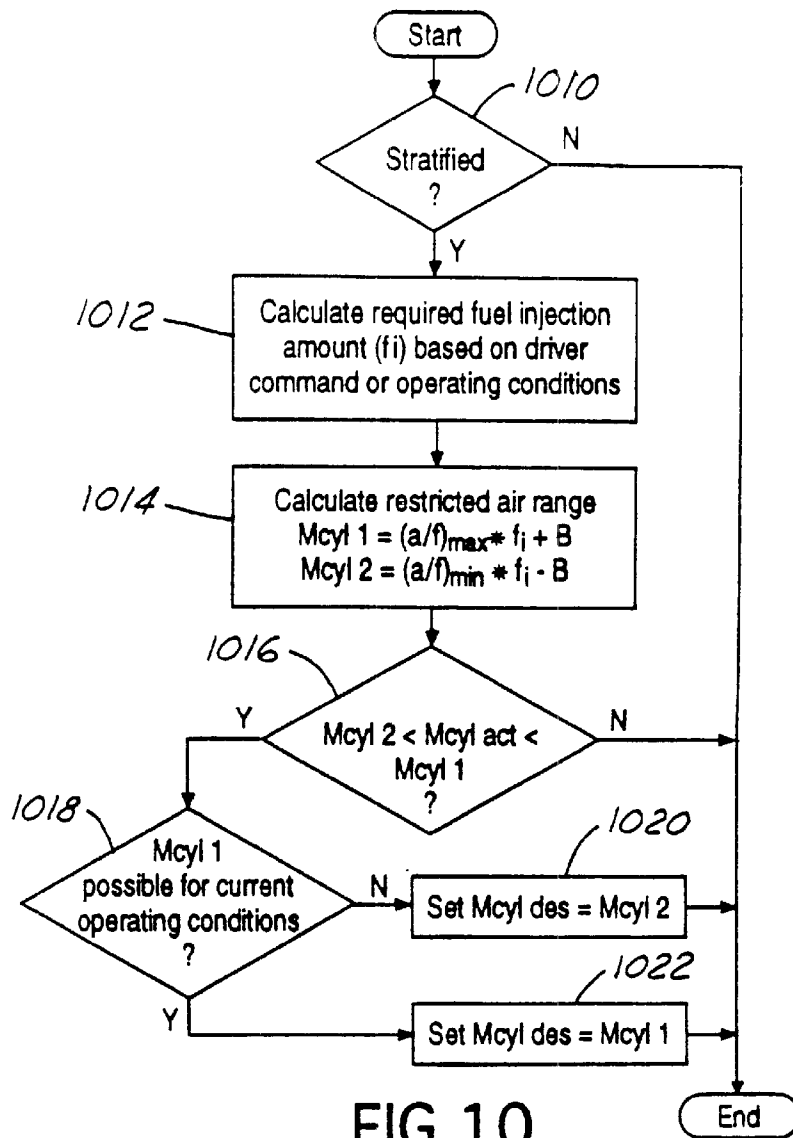 Start
1010
Stratified
?
N
Y
1012
Calculate required fuel injection
amount (fi) based on driver
command or operating conditions
1014
Calculate restricted air range
Mcyl 1 = (a/f)max * fi + B
Mcyl 2 = (a/f)min * fi - B
1016
Y
Mcyl 2 < Mcyl act <
Mcyl 1
?
N
1018
Mcyl 1
possible for current
operating conditions
?
N
1020
Set Mcyl des = Mcyl 2
Y
1022
Set Mcyl des = Mcyl 1
FIG.10
End